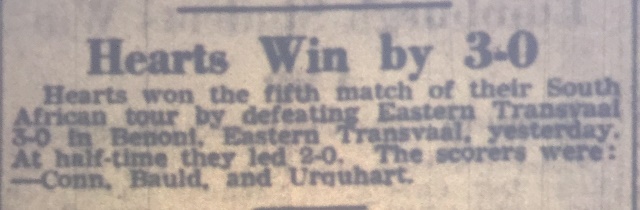 Hearts Win by 3-0
Hearts won the fifth match of their South
African tour by defeating Eastern Transvaal
3-0 in Benoni, Eastern Transvaal, yesterday.
At half-time they led 2-0. The scorers were:
—Conn, Bauld, and Urquhart.